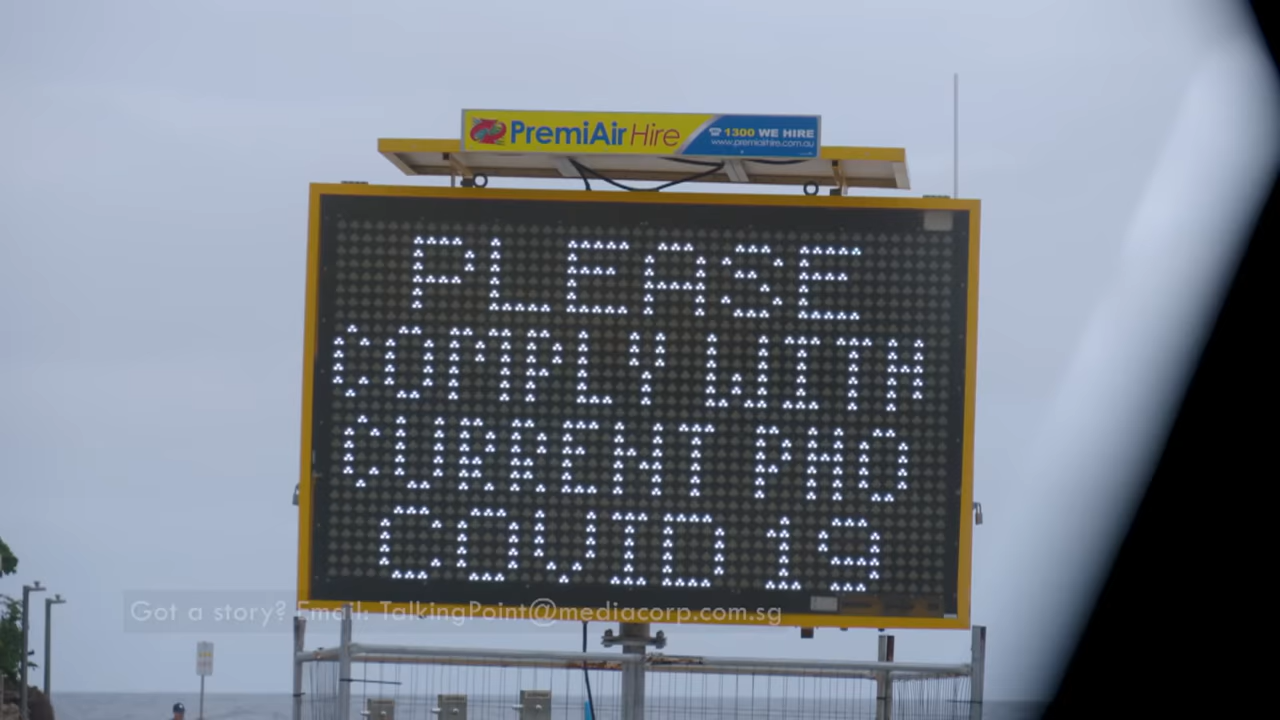 PremiAir Hire
1300 WE HIRE
www.premiairhire.com.au
PLEASE
COMPLY WITH
CURRENT PHO
COVID 19
Got a story? Email: TalkingPoint@mediacorp.com.sg